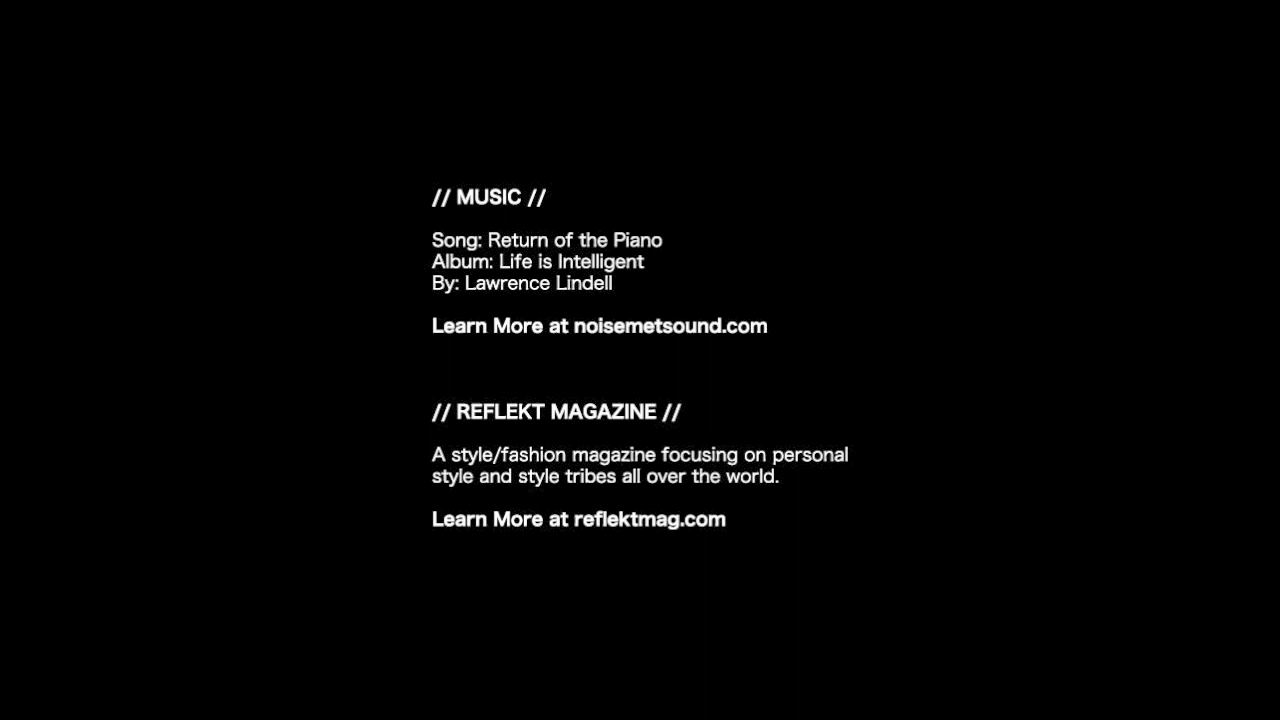 // MUSIC //
Song: Return of the Piano
Album: Life is Intelligent
By: Lawrence Lindell
Learn More at noisemetsound.com
// REFLEKT MAGAZINE //
A style/fashion magazine focusing on personal
style and style tribes all over the world.
Learn More at reflektmag.com